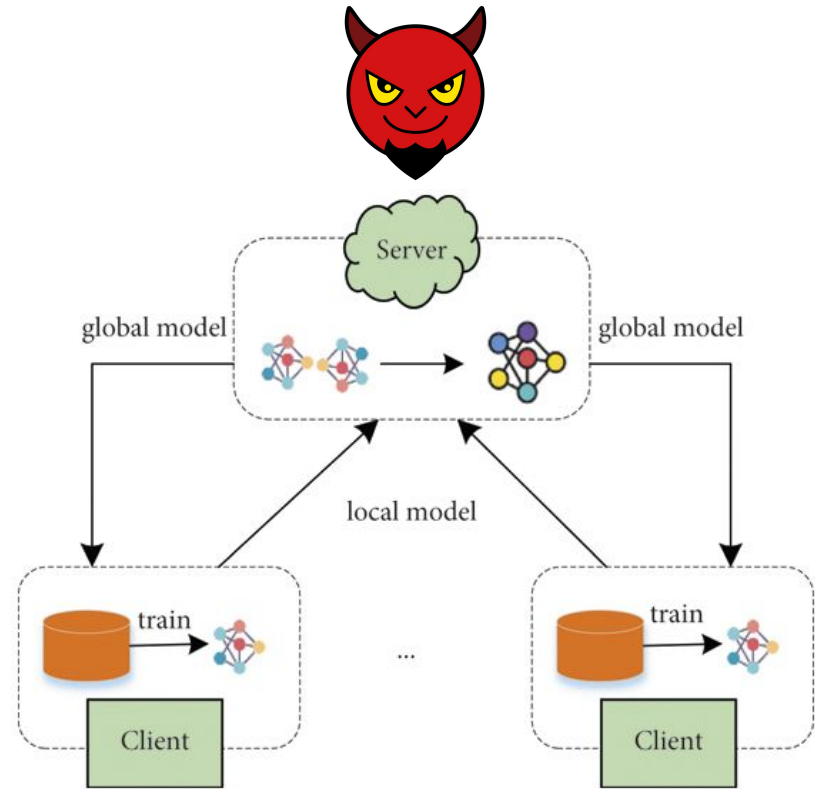 Server
global model
global model
local model
train
train
...
Client
Client